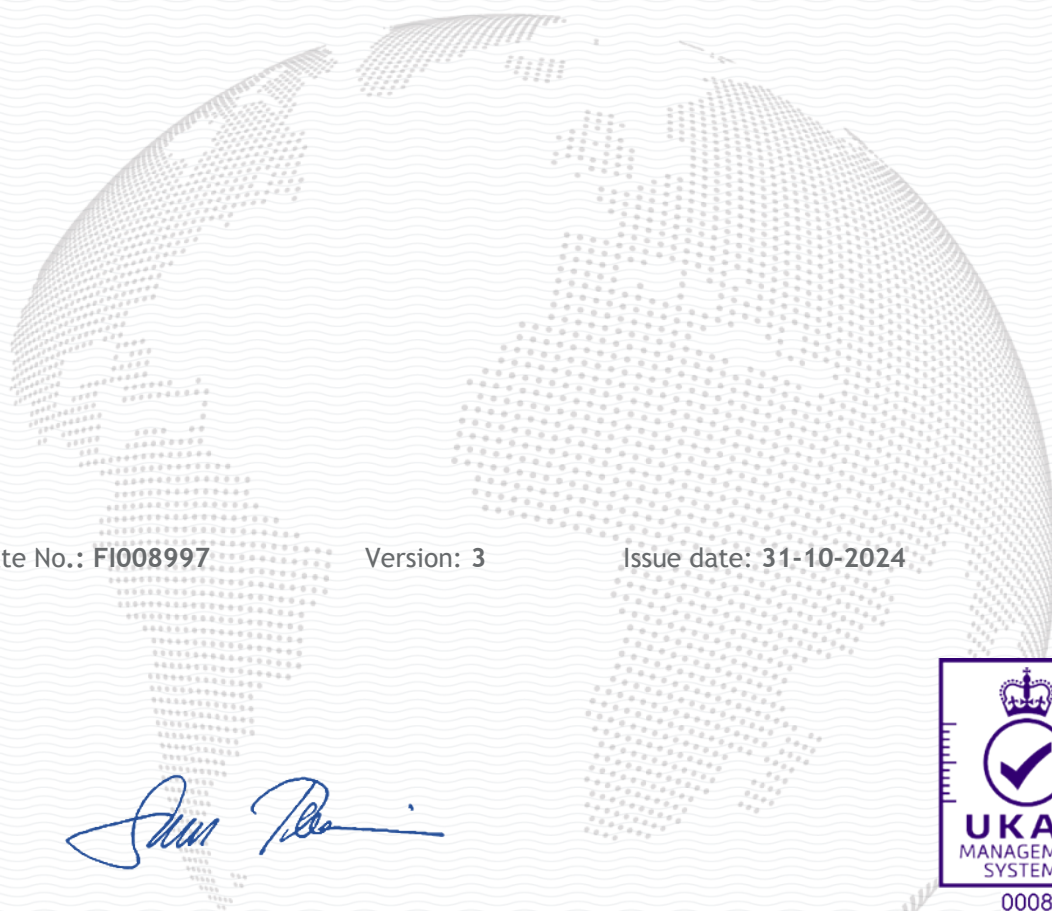 te No.: FI008997 Version: 3 Issue date: 31-10-2024
UKA
MANAGEM
SYSTEM
0008